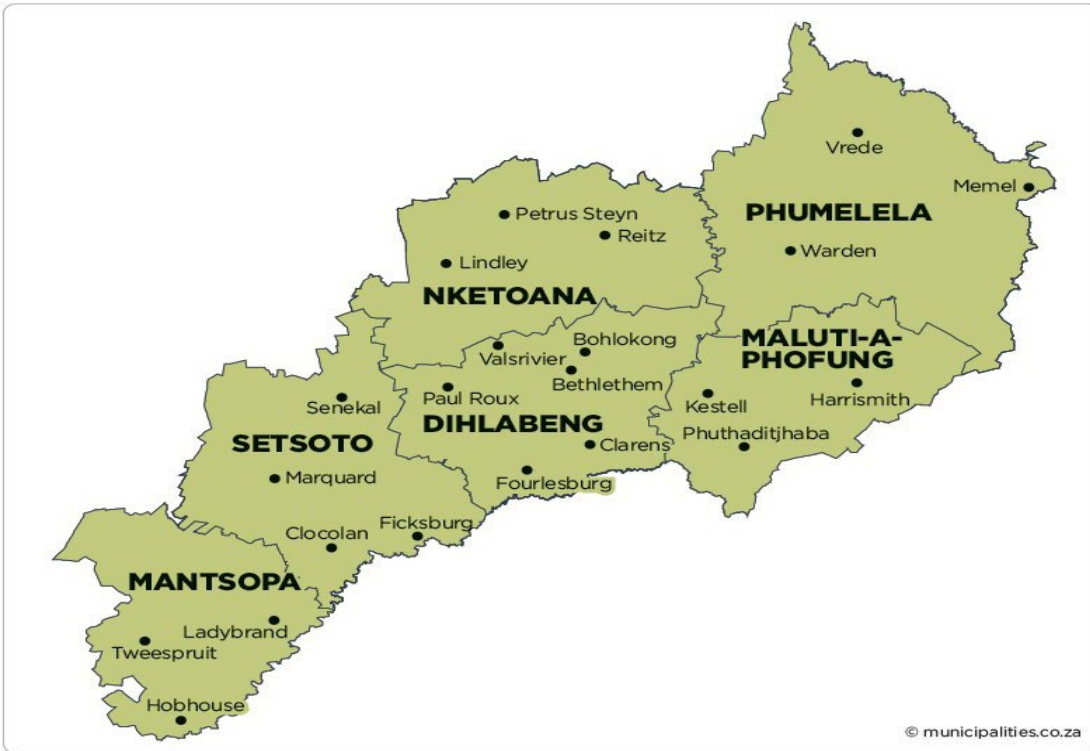 Vrede
Memel
PHUMELELA
Petrus Steyn
Reitz
Warden
Lindley
NKETOANA
MALUTI-A-
PHOFUNG
Bohlokong
Valsrivier
Bethlethem
Paul Roux
Kestell
Harrismith
Senekal
DIHLABENG
SETSOTO
Clarens
Phuthaditjhaba
Marquard
Fourlesburg
Ficksburg
Clocolan
MANTSOPA
Ladybrand
Tweespruit
Hobhouse
© municipalities.co.za